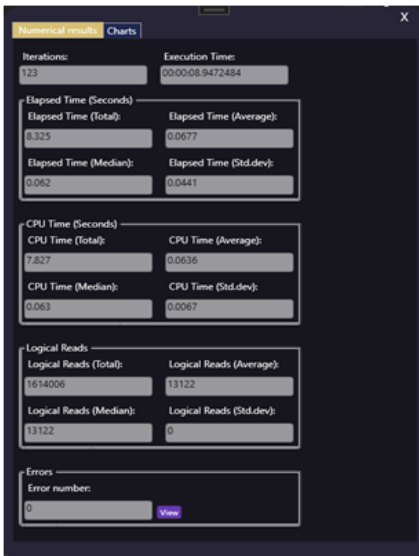 X
Numerical results Charts
Iterations: Execution Time:
123 00:00:08.9472484
Elapsed Time (Seconds)
Elapsed Time (Total): Elapsed Time (Average):
8.325 0.0677
Elapsed Time (Median): Elapsed Time (Std.dev):
0.062 0.0441
CPU Time (Seconds)
CPU Time (Total): CPU Time (Average):
7.827 0.0636
CPU Time (Median): CPU Time (Std.dev):
0.063 0.0067
Logical Reads
Logical Reads (Total): Logical Reads (Average):
1614006 13122
Logical Reads (Median): Logical Reads (Std.dev):
13122 0
Errors
Error number:
0 View